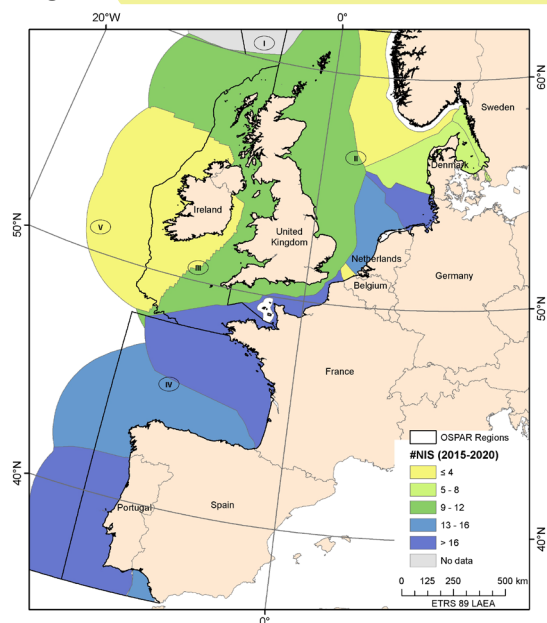 20°W
0°
I
60°N
Sweden
II
Denmark
Ireland
V
50°N
United
Kingdom
III
Netherlands
Belgium
Germany
50°N
France
IV
OSPAR Regions
#NIS (2015-2020)
≤ 4
5 - 8
9 - 12
13 - 16
> 16
No data
40°N
Portugal
Spain
40°N
0 125 250 500 km
ETRS 89 LAEA
0°